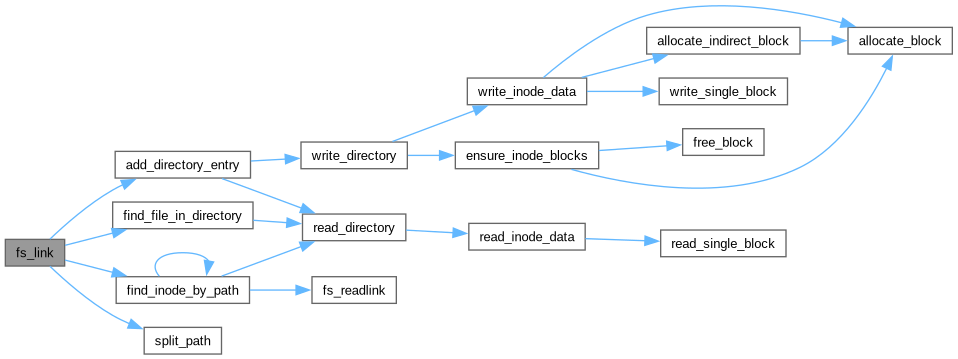 fs_link
add_directory_entry
find_file_in_directory
find_inode_by_path
split_path
write_directory
read_directory
fs_readlink
write_inode_data
ensure_inode_blocks
read_inode_data
allocate_indirect_block
write_single_block
free_block
read_single_block
allocate_block